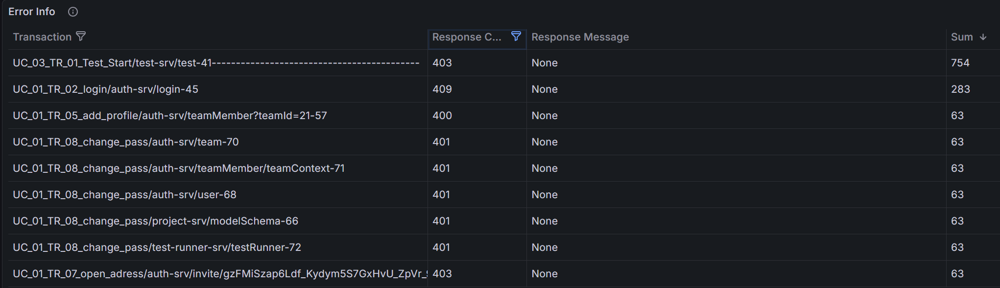 Error Info
Transaction Response C... Response Message Sum
UC_03_TR_01_Test_Start/test-srv/test-41------------------------------------------- 403 None 754
UC_01_TR_02_login/auth-srv/login-45 409 None 283
UC_01_TR_05_add_profile/auth-srv/teamMember?teamId=21-57 400 None 63
UC_01_TR_08_change_pass/auth-srv/team-70 401 None 63
UC_01_TR_08_change_pass/auth-srv/teamMember/teamContext-71 401 None 63
UC_01_TR_08_change_pass/auth-srv/user-68 401 None 63
UC_01_TR_08_change_pass/project-srv/modelSchema-66 401 None 63
UC_01_TR_08_change_pass/test-runner-srv/testRunner-72 401 None 63
UC_01_TR_07_open_adress/auth-srv/invite/gzFMiSzap6Ldf_Kydym5S7GxHvU_ZpVr_ 403 None 63